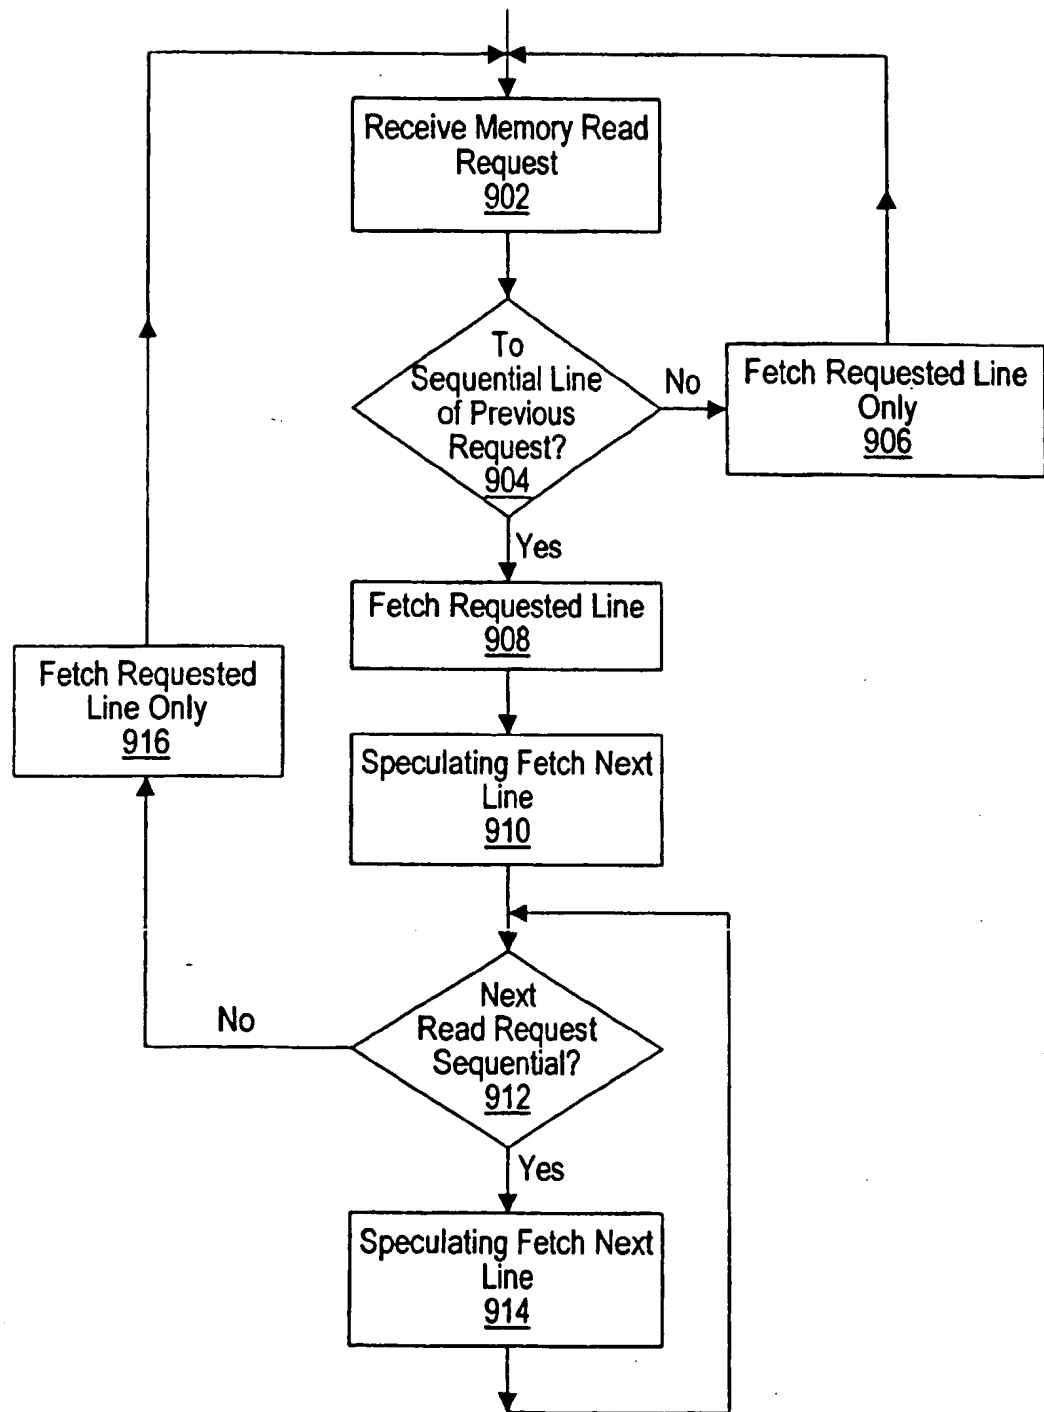 Receive Memory Read
Request
902
To
Sequential Line
of Previous
Request?
904
No
Fetch Requested Line
Only
906
Yes
Fetch Requested Line
908
Fetch Requested
Line Only
916
Speculating Fetch Next
Line
910
Next
Read Request
Sequential?
912
No
Yes
Speculating Fetch Next
Line
914